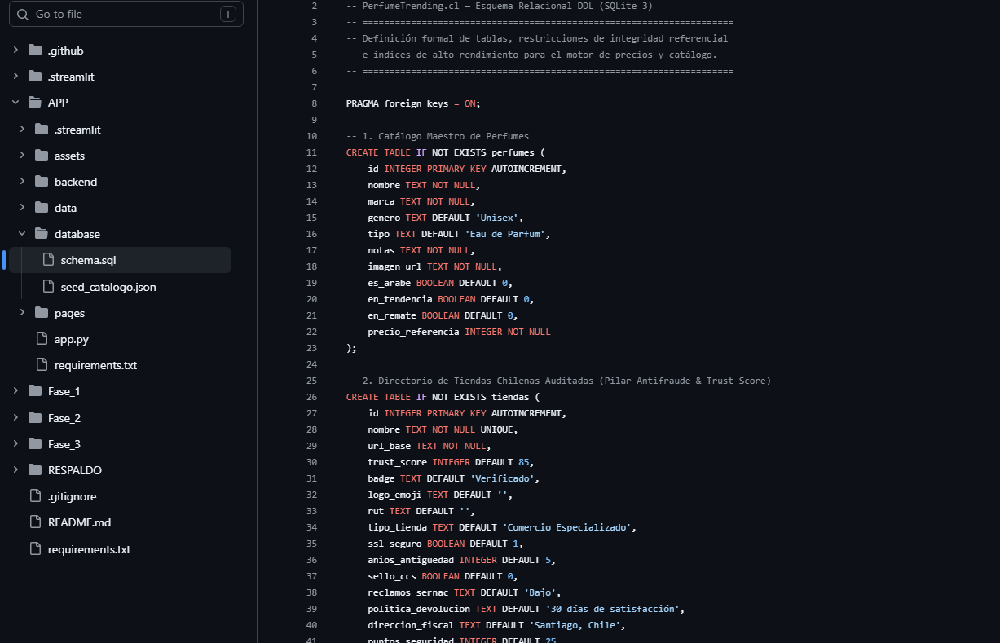 Go to file
T
.github
.streamlit
APP
.streamlit
assets
backend
data
database
schema.sql
seed_catalogo.json
pages
app.py
requirements.txt
Fase_1
Fase_2
Fase_3
RESPALDO
.gitignore
README.md
requirements.txt
2 -- PerfumeTrending.cl — Esquema Relacional DDL (SQLite 3)
3 -- =====================================================================
4 -- Definición formal de tablas, restricciones de integridad referencial
5 -- e índices de alto rendimiento para el motor de precios y catálogo.
6 -- =====================================================================
7
8 PRAGMA foreign_keys = ON;
9
10 -- 1. Catálogo Maestro de Perfumes
11 CREATE TABLE IF NOT EXISTS perfumes (
12 id INTEGER PRIMARY KEY AUTOINCREMENT,
13 nombre TEXT NOT NULL,
14 marca TEXT NOT NULL,
15 genero TEXT DEFAULT 'Unisex',
16 tipo TEXT DEFAULT 'Eau de Parfum',
17 notas TEXT NOT NULL,
18 imagen_url TEXT NOT NULL,
19 es_arabe BOOLEAN DEFAULT 0,
20 en_tendencia BOOLEAN DEFAULT 0,
21 en_remate BOOLEAN DEFAULT 0,
22 precio_referencia INTEGER NOT NULL
23 );
24
25 -- 2. Directorio de Tiendas Chilenas Auditadas (Pilar Antifraude & Trust Score)
26 CREATE TABLE IF NOT EXISTS tiendas (
27 id INTEGER PRIMARY KEY AUTOINCREMENT,
28 nombre TEXT NOT NULL UNIQUE,
29 url_base TEXT NOT NULL,
30 trust_score INTEGER DEFAULT 85,
31 badge TEXT DEFAULT 'Verificado',
32 logo_emoji TEXT DEFAULT '',
33 rut TEXT DEFAULT '',
34 tipo_tienda TEXT DEFAULT 'Comercio Especializado',
35 ssl_seguro BOOLEAN DEFAULT 1,
36 anios_antiguedad INTEGER DEFAULT 5,
37 sello_ccs BOOLEAN DEFAULT 0,
38 reclamos_sernac TEXT DEFAULT 'Bajo',
39 politica_devolucion TEXT DEFAULT '30 días de satisfacción',
40 direccion_fiscal TEXT DEFAULT 'Santiago, Chile',
41 puntos_seguridad INTEGER DEFAULT 25,